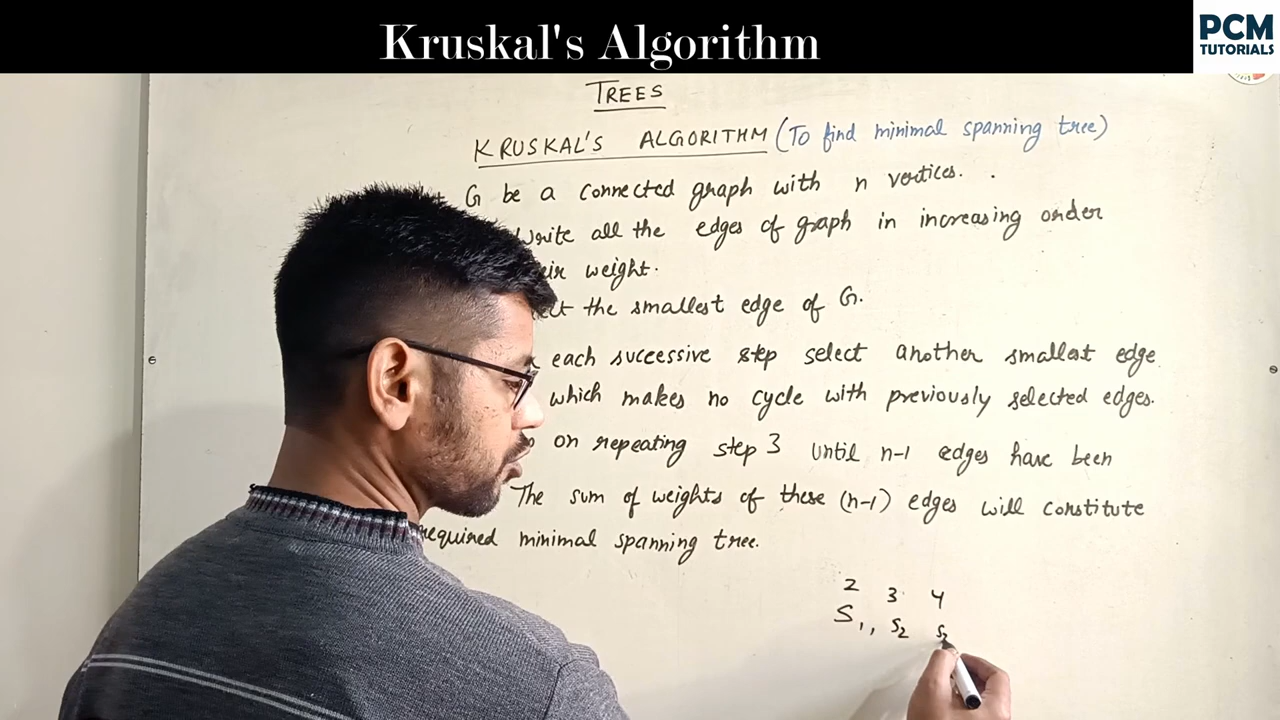 Kruskal's Algorithm
PCM
TUTORIALS
TREES
KRUSKAL'S ALGORITHM (To find minimal spanning tree)
G be a connected graph with n vertices.
Write all the edges of graph in increasing order
weight.
the smallest edge of G.
each successive step select another smallest edge
which makes no cycle with previously selected edges.
on repeating step 3 until n-1 edges have been
The sum of weights of these (n-1) edges will constitute
required minimal spanning tree.
2 3 4
S1, S2